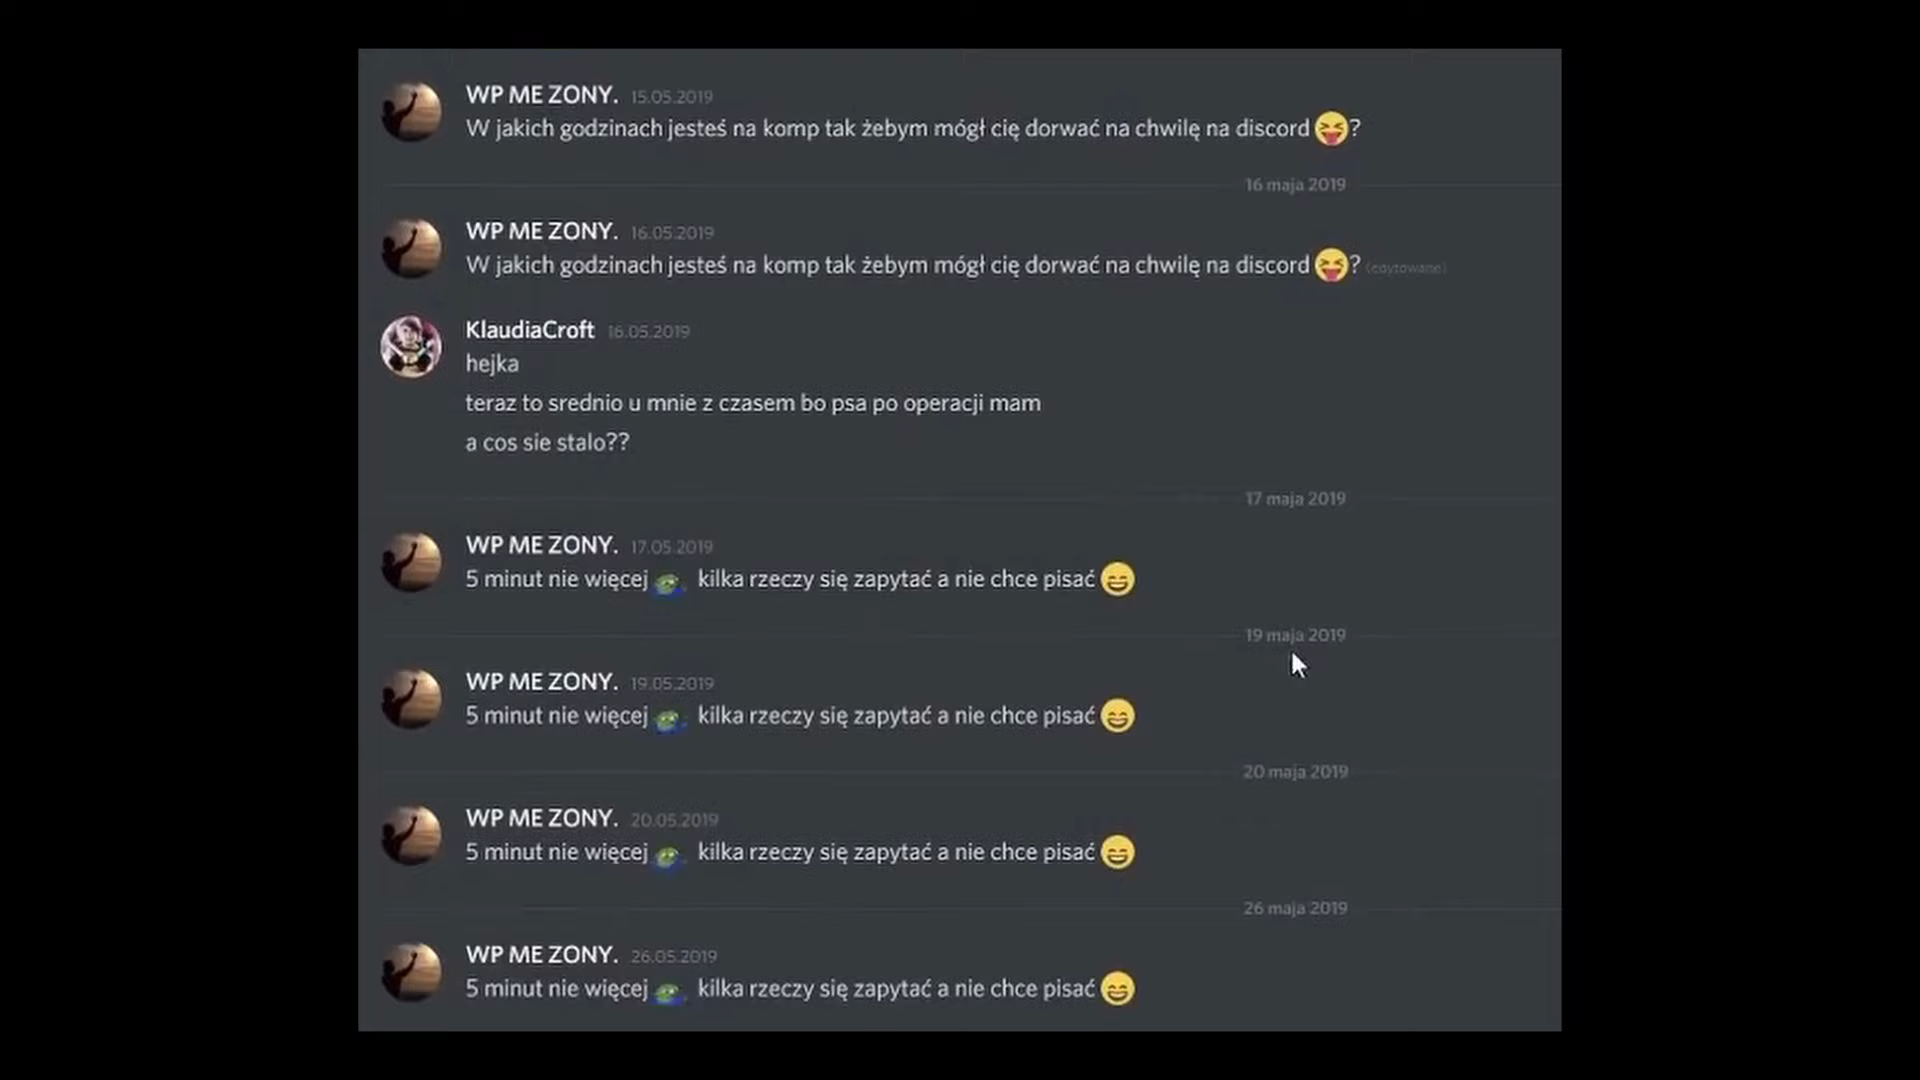 WP ME ZONY. 15.05.2019
W jakich godzinach jesteś na komp tak żebym mógł cię dorwać na chwilę na discord 😝?
16 maja 2019
WP ME ZONY. 16.05.2019
W jakich godzinach jesteś na komp tak żebym mógł cię dorwać na chwilę na discord 😝? (edytowane)
KlaudiaCroft 16.05.2019
hejka
teraz to srednio u mnie z czasem bo psa po operacji mam
a cos sie stalo??
17 maja 2019
WP ME ZONY. 17.05.2019
5 minut nie więcej kilka rzeczy się zapytać a nie chce pisać 😄
19 maja 2019
WP ME ZONY. 19.05.2019
5 minut nie więcej kilka rzeczy się zapytać a nie chce pisać 😄
20 maja 2019
WP ME ZONY. 20.05.2019
5 minut nie więcej kilka rzeczy się zapytać a nie chce pisać 😄
26 maja 2019
WP ME ZONY. 26.05.2019
5 minut nie więcej kilka rzeczy się zapytać a nie chce pisać 😄